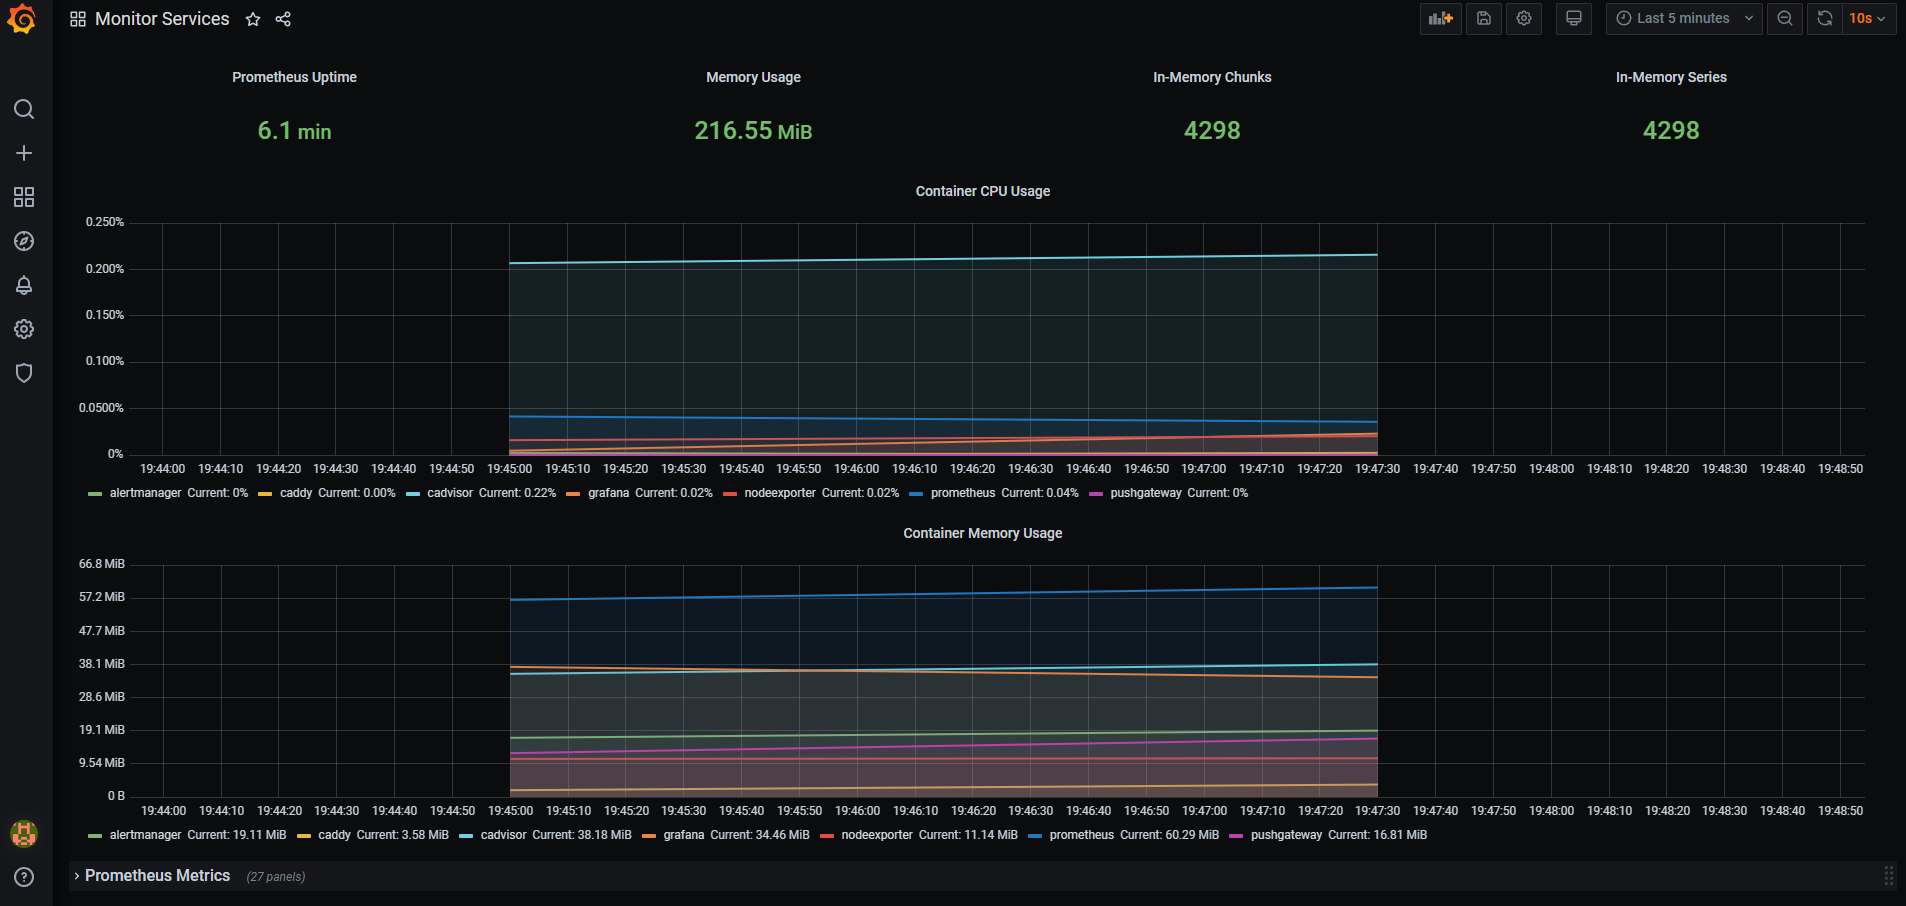 Monitor Services
Last 5 minutes
10s
Prometheus Uptime
Memory Usage
In-Memory Chunks
In-Memory Series
6.1 min
216.55 MiB
4298
4298
Container CPU Usage
0.250%
0.200%
0.150%
0.100%
0.0500%
0%
19:44:00 19:44:10 19:44:20 19:44:30 19:44:40 19:44:50 19:45:00 19:45:10 19:45:20 19:45:30 19:45:40 19:45:50 19:46:00 19:46:10 19:46:20 19:46:30 19:46:40 19:46:50 19:47:00 19:47:10 19:47:20 19:47:30 19:47:40 19:47:50 19:48:00 19:48:10 19:48:20 19:48:30 19:48:40 19:48:50
alertmanager Current: 0% caddy Current: 0.00% cadvisor Current: 0.22% grafana Current: 0.02% nodeexporter Current: 0.02% prometheus Current: 0.04% pushgateway Current: 0%
Container Memory Usage
66.8 MiB
57.2 MiB
47.7 MiB
38.1 MiB
28.6 MiB
19.1 MiB
9.54 MiB
0 B
19:44:00 19:44:10 19:44:20 19:44:30 19:44:40 19:44:50 19:45:00 19:45:10 19:45:20 19:45:30 19:45:40 19:45:50 19:46:00 19:46:10 19:46:20 19:46:30 19:46:40 19:46:50 19:47:00 19:47:10 19:47:20 19:47:30 19:47:40 19:47:50 19:48:00 19:48:10 19:48:20 19:48:30 19:48:40 19:48:50
alertmanager Current: 19.11 MiB caddy Current: 3.58 MiB cadvisor Current: 38.18 MiB grafana Current: 34.46 MiB nodeexporter Current: 11.14 MiB prometheus Current: 60.29 MiB pushgateway Current: 16.81 MiB
Prometheus Metrics (27 panels)